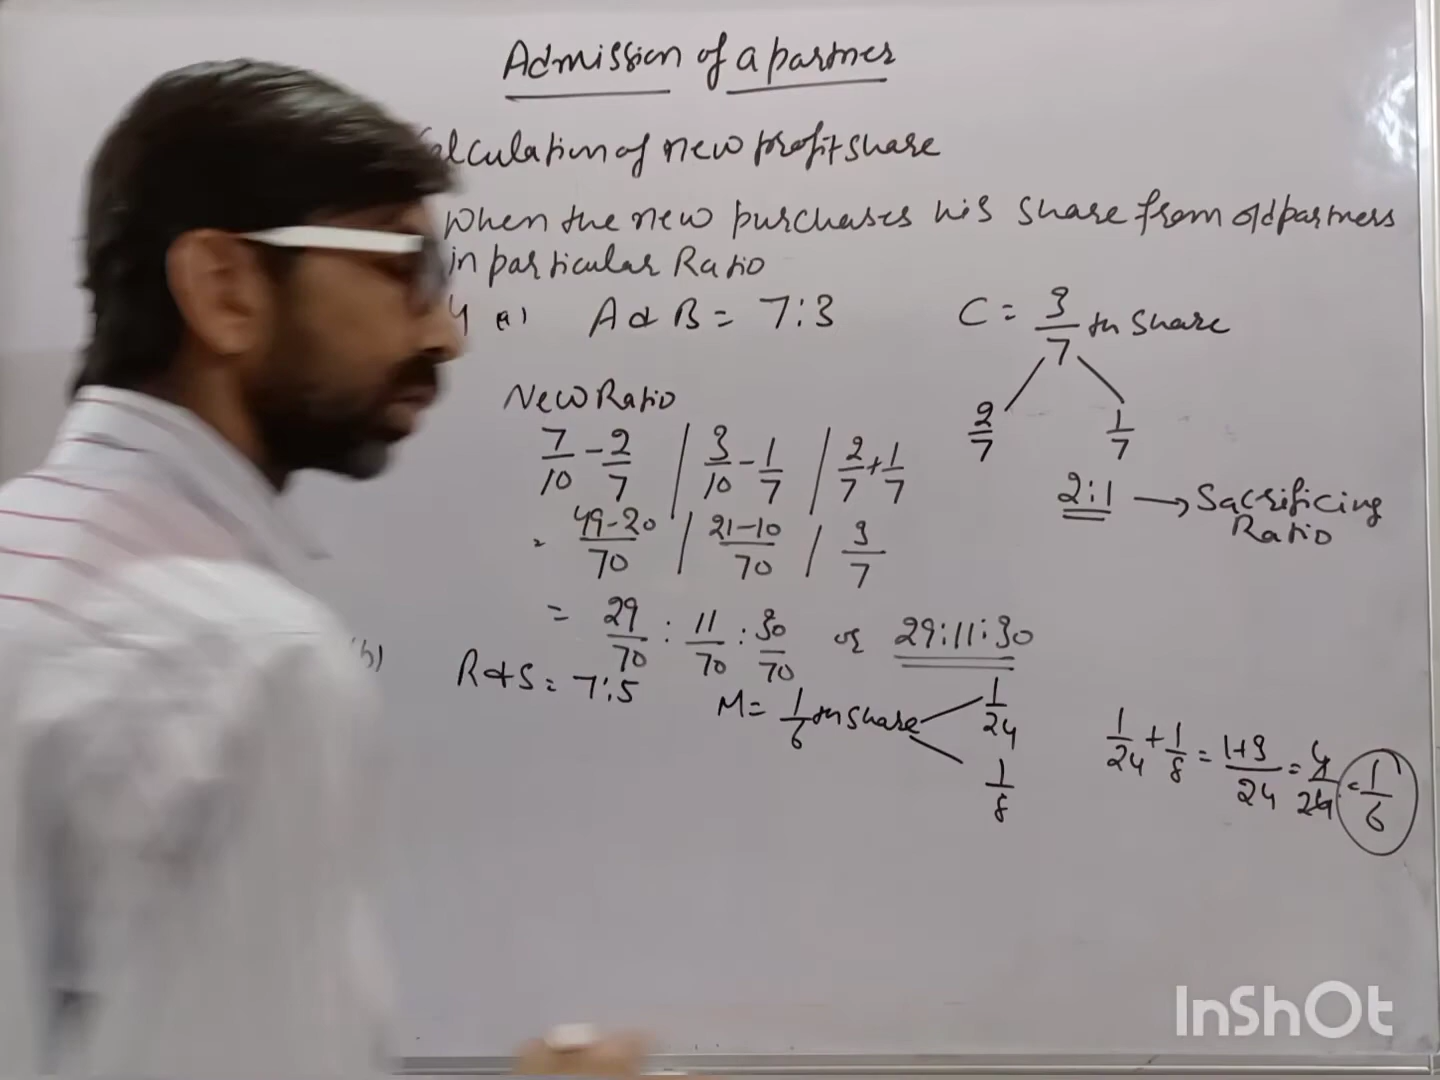 Admission of a partner
Calculation of new profit share
when the new purchases his share from old partners
in particular Ratio
4 (a) A & B = 7:3 C = 3/7 th share
2/7 1/7
2:1 → Sacrificing Ratio
New Ratio
7/10 - 2/7 / 3/10 - 1/7 / 2/7 + 1/7
= 49-20/70 / 21-10/70 / 3/7
= 29/70 : 11/70 : 30/70 or 29:11:30
(b) R & S = 7:5 M = 1/6 th share 1/24 1/8
1/24 + 1/8 = 1+3/24 = 4/24 = 1/6
InShOt